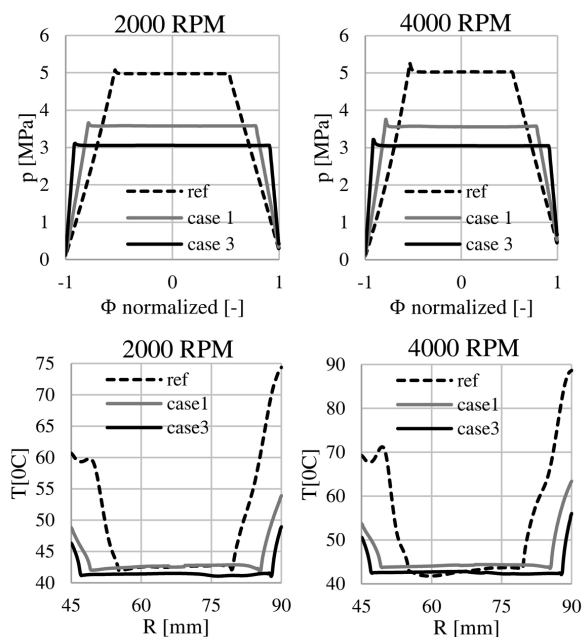 2000 RPM
p [MPa]
6
5
4
3
2
1
0
ref
case 1
case 3
-1 0 1
Φ normalized [-]
4000 RPM
p [MPa]
6
5
4
3
2
1
0
ref
case 1
case 3
-1 0 1
Φ normalized [-]
2000 RPM
T[0C]
75
70
65
60
55
50
45
40
ref
case1
case3
45 60 75 90
R [mm]
4000 RPM
T[0C]
90
80
70
60
50
40
ref
case1
case3
45 60 75 90
R [mm]